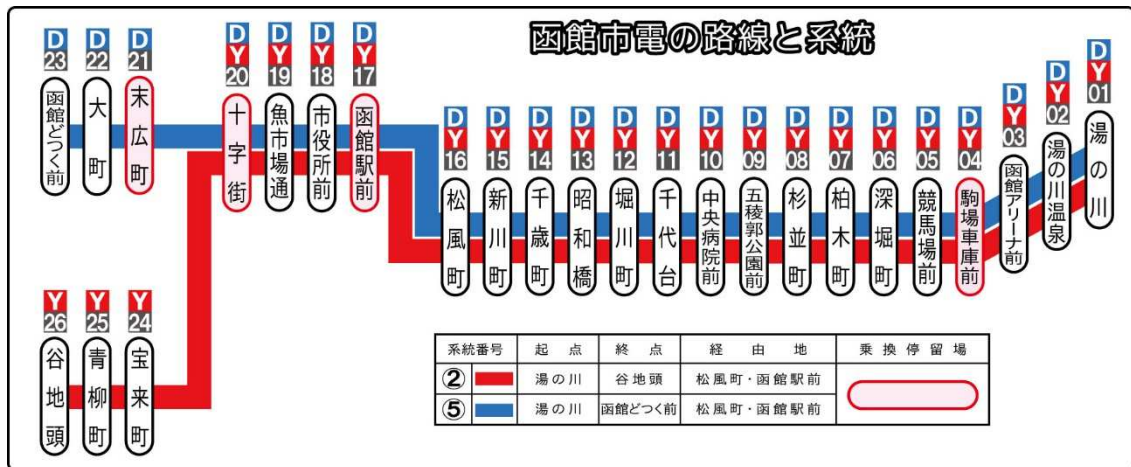 函館市電の路線と系統
D
23
函館どつく前
D
22
大町
D
21
末広町
D
Y
20
十字街
D
Y
19
魚市場通
D
Y
18
市役所前
D
Y
17
函館駅前
D
Y
16
松風町
D
Y
15
新川町
D
Y
14
千歳町
D
Y
13
昭和橋
D
Y
12
堀川町
D
Y
11
千代台
D
Y
10
中央病院前
D
Y
09
五稜郭公園前
D
Y
08
杉並町
D
Y
07
柏木町
D
Y
06
深堀町
D
Y
05
競馬場前
D
Y
04
駒場車庫前
D
Y
03
函館アリーナ前
D
Y
02
湯の川温泉
D
Y
01
湯の川
Y
26
谷地頭
Y
25
青柳町
Y
24
宝来町
系統番号 起点 終点 経由地 乗換停留場
② 湯の川 谷地頭 松風町・函館駅前
⑤ 湯の川 函館どつく前 松風町・函館駅前